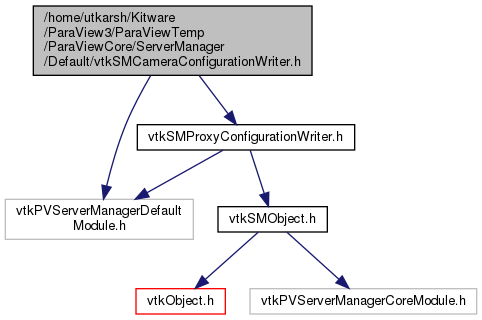 /home/utkarsh/Kitware
/ParaView3/ParaViewTemp
/ParaViewCore/ServerManager
/Default/vtkSMCameraConfigurationWriter.h
vtkSMProxyConfigurationWriter.h
vtkPVServerManagerDefault
Module.h
vtkSMObject.h
vtkObject.h
vtkPVServerManagerCoreModule.h